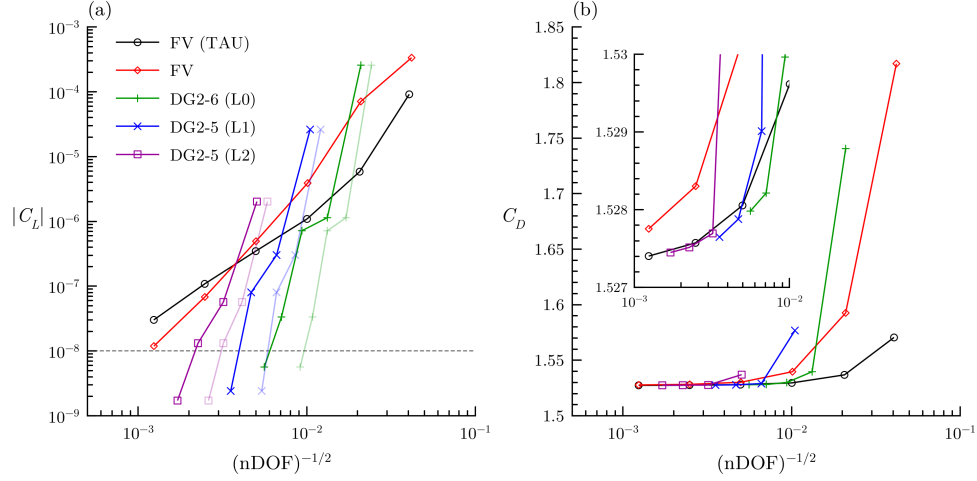 (a)
10⁻³
10⁻⁴
10⁻⁵
10⁻⁶
10⁻⁷
10⁻⁸
10⁻⁹
|C_L|
FV (TAU)
FV
DG2-6 (L0)
DG2-5 (L1)
DG2-5 (L2)
10⁻³
10⁻²
10⁻¹
(nDOF)⁻¹/²
(b)
1.85
1.8
1.75
1.7
1.65
1.6
1.55
1.5
C_D
1.53
1.529
1.528
1.527
10⁻³
10⁻²
10⁻³
10⁻²
10⁻¹
(nDOF)⁻¹/²